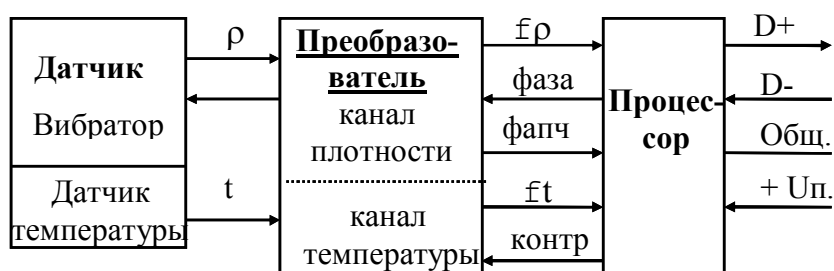 Датчик
Вибратор
Датчик
температуры
ρ
t
Преобразо-
ватель
канал
плотности
канал
температуры
fρ
фаза
фапч
ft
контр
Процес-
сор
D+
D-
Общ.
+ Uп.